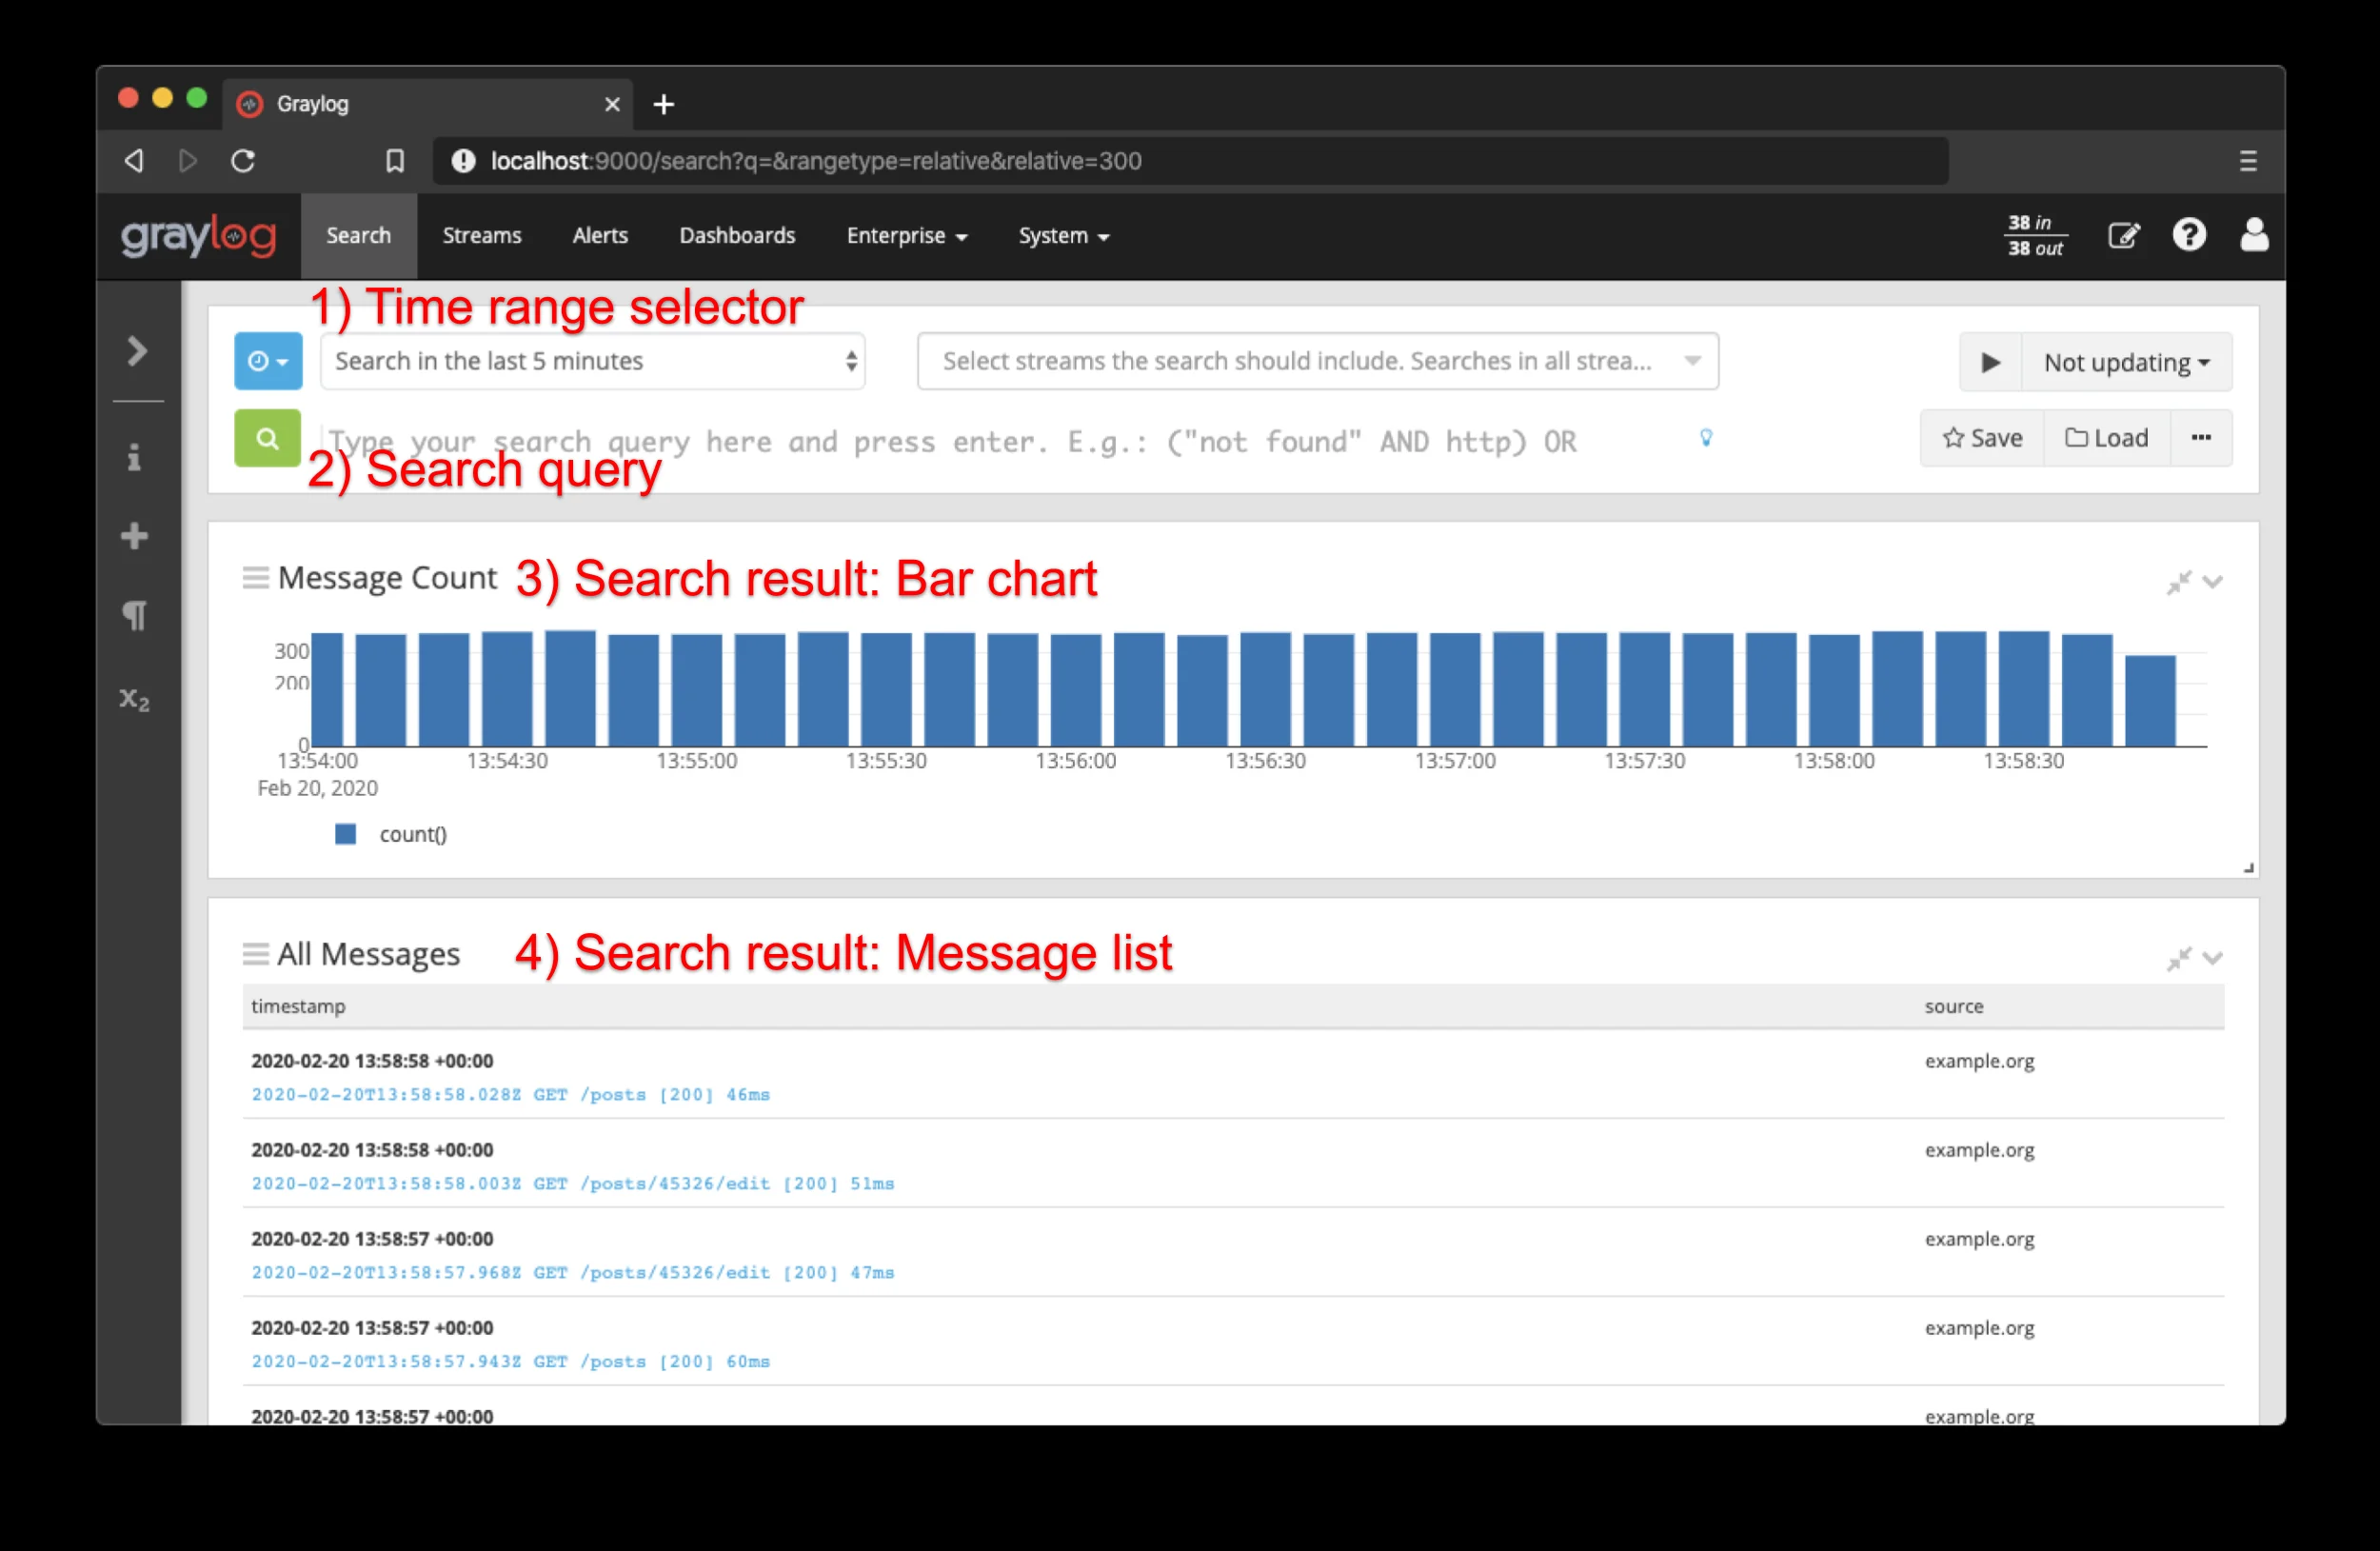 Graylog
localhost:9000/search?q=&rangetype=relative&relative=300
graylog Search Streams Alerts Dashboards Enterprise System 38 in
38 out
1) Time range selector
Search in the last 5 minutes Select streams the search should include. Searches in all strea... Not updating
Type your search query here and press enter. E.g.: ("not found" AND http) OR Save Load
2) Search query
Message Count 3) Search result: Bar chart
300
200
0
13:54:00 13:54:30 13:55:00 13:55:30 13:56:00 13:56:30 13:57:00 13:57:30 13:58:00 13:58:30
Feb 20, 2020
count()
All Messages 4) Search result: Message list
timestamp source
2020-02-20 13:58:58 +00:00 example.org
2020-02-20T13:58:58.028Z GET /posts [200] 46ms
2020-02-20 13:58:58 +00:00 example.org
2020-02-20T13:58:58.003Z GET /posts/45326/edit [200] 51ms
2020-02-20 13:58:57 +00:00 example.org
2020-02-20T13:58:57.968Z GET /posts/45326/edit [200] 47ms
2020-02-20 13:58:57 +00:00 example.org
2020-02-20T13:58:57.943Z GET /posts [200] 60ms
2020-02-20 13:58:57 +00:00 example.org